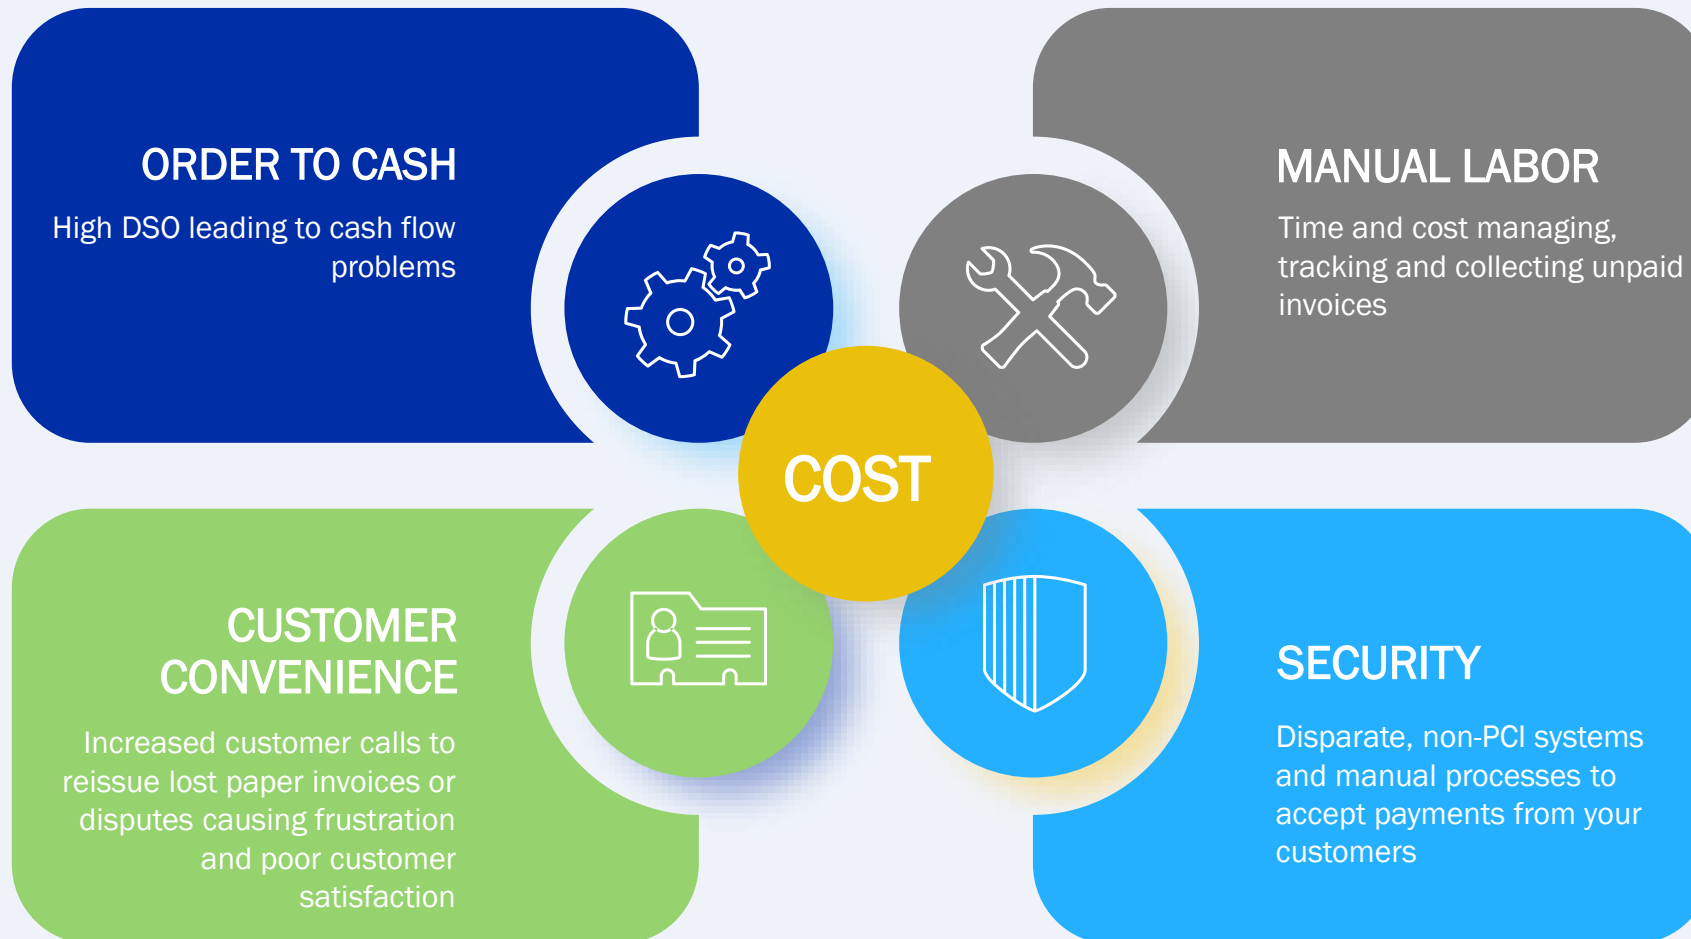 ORDER TO CASH
High DSO leading to cash flow
problems
MANUAL LABOR
Time and cost managing,
tracking and collecting unpaid
invoices
COST
CUSTOMER
CONVENIENCE
Increased customer calls to
reissue lost paper invoices or
disputes causing frustration
and poor customer
satisfaction
SECURITY
Disparate, non-PCI systems
and manual processes to
accept payments from your
customers